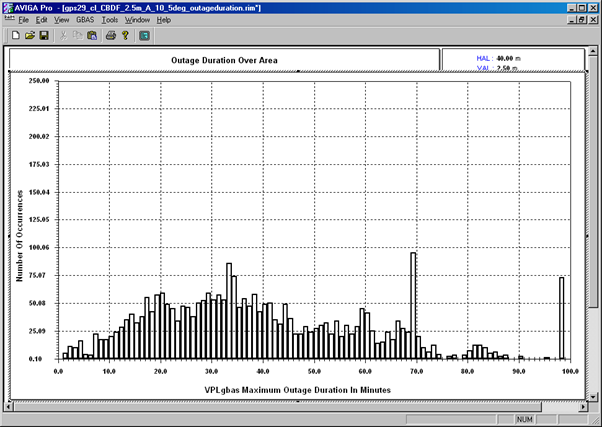 AVIGA Pro - [gps29_cl_CBDF_2.5m_A_10_5deg_outageduration.rim*]
File Edit View GBAS Tools Window Help
Outage Duration Over Area
HAL : 40.00 m
VAL : 2.50 m
250.00
225.01
200.02
175.03
150.04
125.05
100.06
75.07
50.08
25.09
0.10
Number Of Occurrences
0.0 10.0 20.0 30.0 40.0 50.0 60.0 70.0 80.0 90.0 100.0
VPLgbas Maximum Outage Duration In Minutes
NUM